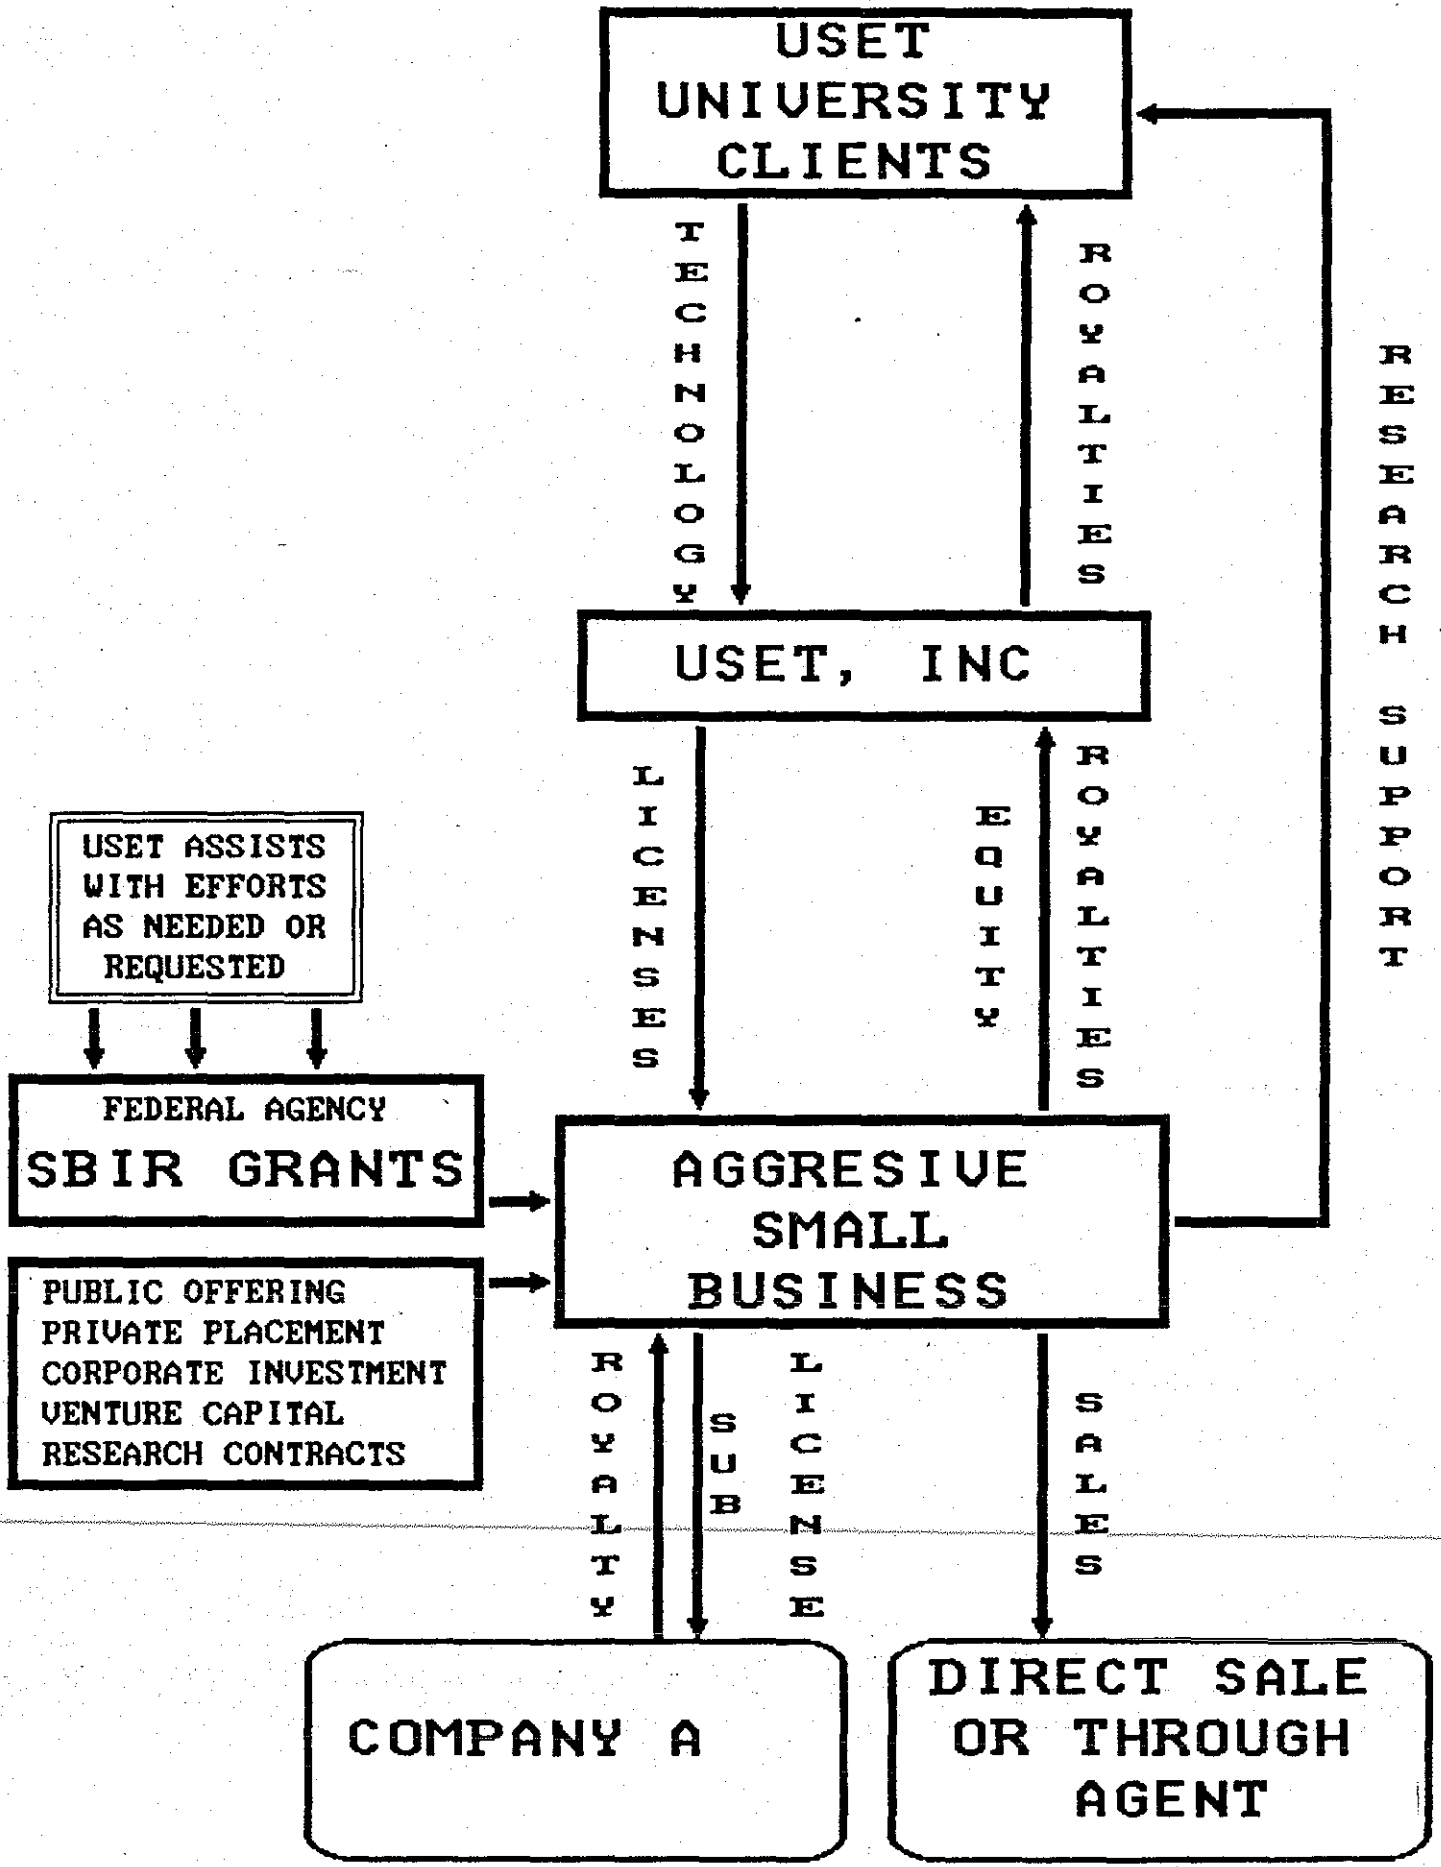 USET
UNIVERSITY
CLIENTS
TECHNOLOGY
ROYALTIES
RESEARCH SUPPORT
USET, INC
LICENSES
EQUITY
ROYALTIES
USET ASSISTS
WITH EFFORTS
AS NEEDED OR
REQUESTED
FEDERAL AGENCY
SBIR GRANTS
AGGRESIVE
SMALL
BUSINESS
PUBLIC OFFERING
PRIVATE PLACEMENT
CORPORATE INVESTMENT
VENTURE CAPITAL
RESEARCH CONTRACTS
ROYALTY
SUB
LICENSE
SALES
COMPANY A
DIRECT SALE
OR THROUGH
AGENT